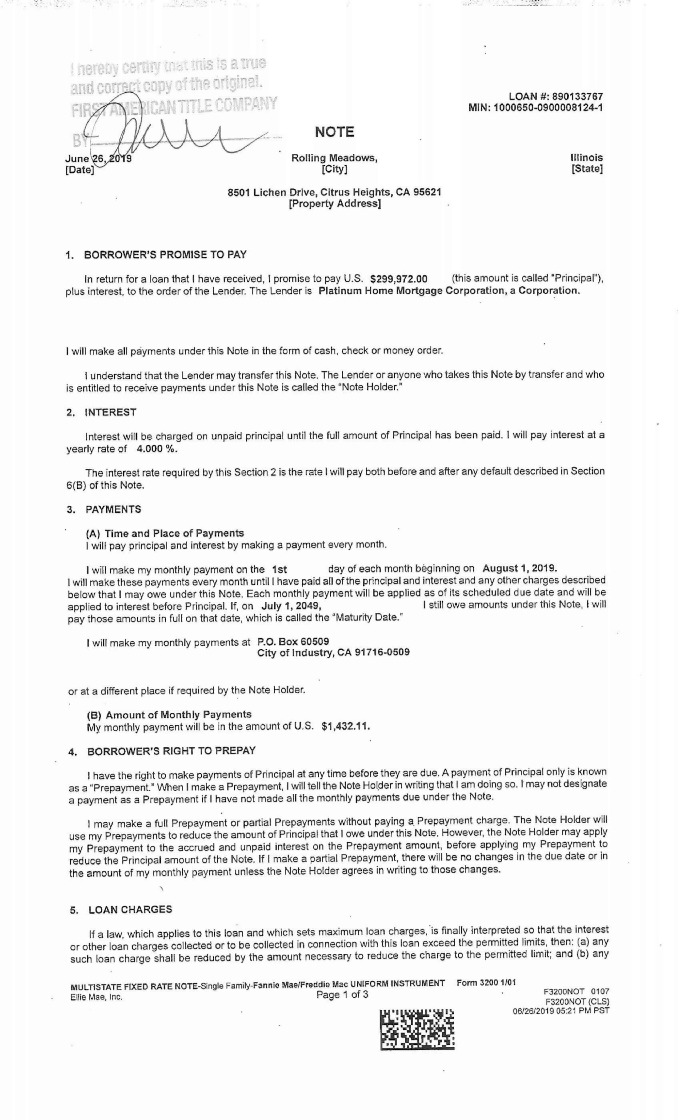 I hereby certify that this is a true
and correct copy of the original.
FIRST AMERICAN TITLE COMPANY
BY
LOAN #: 890133767
MIN: 1000650-0900008124-1
NOTE
June 26, 2019 Rolling Meadows, Illinois
[Date] [City] [State]
8501 Lichen Drive, Citrus Heights, CA 95621
[Property Address]
1. BORROWER'S PROMISE TO PAY
In return for a loan that I have received, I promise to pay U.S. $299,972.00 (this amount is called "Principal"),
plus interest, to the order of the Lender. The Lender is Platinum Home Mortgage Corporation, a Corporation.
I will make all payments under this Note in the form of cash, check or money order.
I understand that the Lender may transfer this Note. The Lender or anyone who takes this Note by transfer and who
is entitled to receive payments under this Note is called the "Note Holder."
2. INTEREST
Interest will be charged on unpaid principal until the full amount of Principal has been paid. I will pay interest at a
yearly rate of 4.000 %.
The interest rate required by this Section 2 is the rate I will pay both before and after any default described in Section
6(B) of this Note.
3. PAYMENTS
(A) Time and Place of Payments
I will pay principal and interest by making a payment every month.
I will make my monthly payment on the 1st day of each month beginning on August 1, 2019.
I will make these payments every month until I have paid all of the principal and interest and any other charges described
below that I may owe under this Note. Each monthly payment will be applied as of its scheduled due date and will be
applied to interest before Principal. If, on July 1, 2049, I still owe amounts under this Note, I will
pay those amounts in full on that date, which is called the "Maturity Date."
I will make my monthly payments at P.O. Box 60509
City of Industry, CA 91716-0509
or at a different place if required by the Note Holder.
(B) Amount of Monthly Payments
My monthly payment will be in the amount of U.S. $1,432.11.
4. BORROWER'S RIGHT TO PREPAY
I have the right to make payments of Principal at any time before they are due. A payment of Principal only is known
as a "Prepayment." When I make a Prepayment, I will tell the Note Holder in writing that I am doing so. I may not designate
a payment as a Prepayment if I have not made all the monthly payments due under the Note.
I may make a full Prepayment or partial Prepayments without paying a Prepayment charge. The Note Holder will
use my Prepayments to reduce the amount of Principal that I owe under this Note. However, the Note Holder may apply
my Prepayment to the accrued and unpaid interest on the Prepayment amount, before applying my Prepayment to
reduce the Principal amount of the Note. If I make a partial Prepayment, there will be no changes in the due date or in
the amount of my monthly payment unless the Note Holder agrees in writing to those changes.
5. LOAN CHARGES
If a law, which applies to this loan and which sets maximum loan charges, is finally interpreted so that the interest
or other loan charges collected or to be collected in connection with this loan exceed the permitted limits, then: (a) any
such loan charge shall be reduced by the amount necessary to reduce the charge to the permitted limit; and (b) any
MULTISTATE FIXED RATE NOTE-Single Family-Fannie Mae/Freddie Mac UNIFORM INSTRUMENT Form 3200 1/01
Ellie Mae, Inc. Page 1 of 3 F3200NOT 0107
F3200NOT (CLS)
06/26/2019 05:21 PM PST